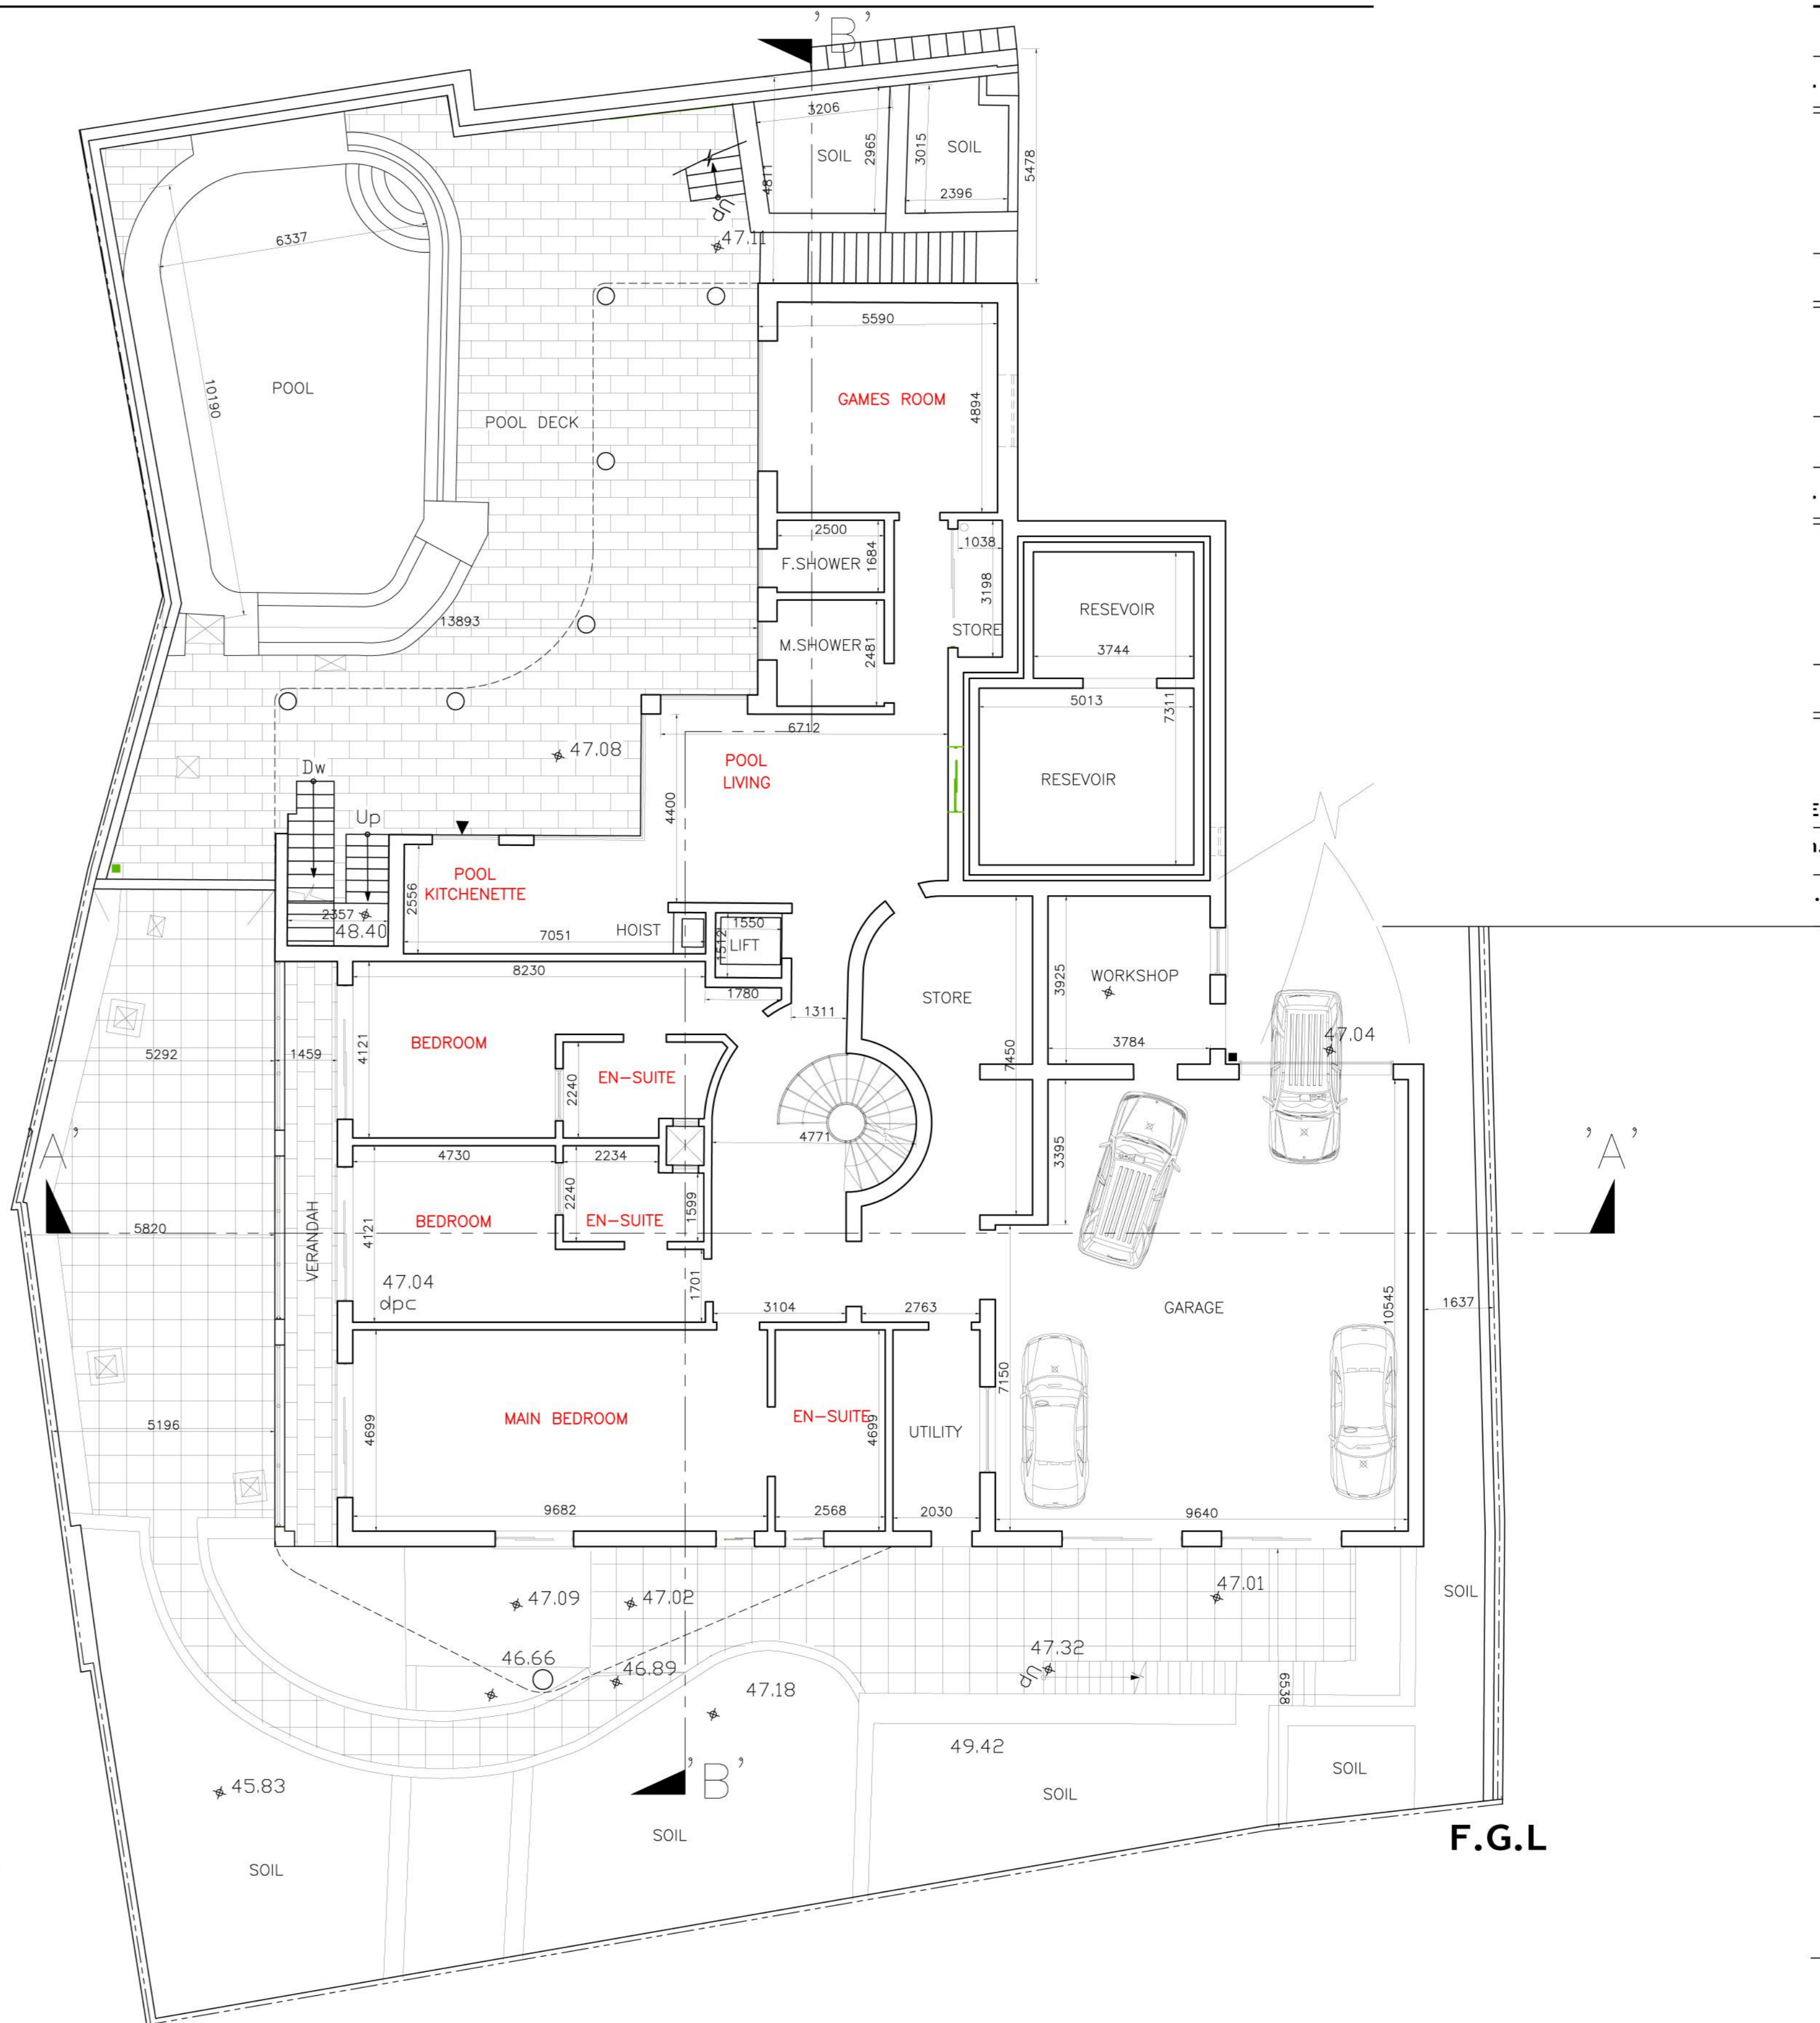 'B'
3206
SOIL
2965
3015
SOIL
2396
5478
4811
up
47.11
6337
10190
POOL
POOL DECK
5590
GAMES ROOM
4894
2500
F.SHOWER
1684
1038
3198
STORE
M.SHOWER
2481
13893
RESEVOIR
3744
5013
7311
RESEVOIR
6712
47.08
POOL
LIVING
4400
Dw
Up
2357
48.40
POOL
KITCHENETTE
2556
7051
HOIST
1550
1512
LIFT
8230
1780
1311
STORE
WORKSHOP
3925
3784
7450
47.04
5292
1459
4121
BEDROOM
EN-SUITE
2240
4771
3395
'A'
'A'
4730
2234
2240
1599
BEDROOM
EN-SUITE
4121
5820
VERANDAH
47.04
dpc
1701
3104
2763
GARAGE
10545
1637
7150
MAIN BEDROOM
EN-SUITE
4699
4699
UTILITY
5196
9682
2568
2030
9640
47.09
47.02
47.01
SOIL
46.66
46.89
47.18
47.32
up
6538
49.42
45.83
'B'
SOIL
SOIL
SOIL
SOIL
F.G.L